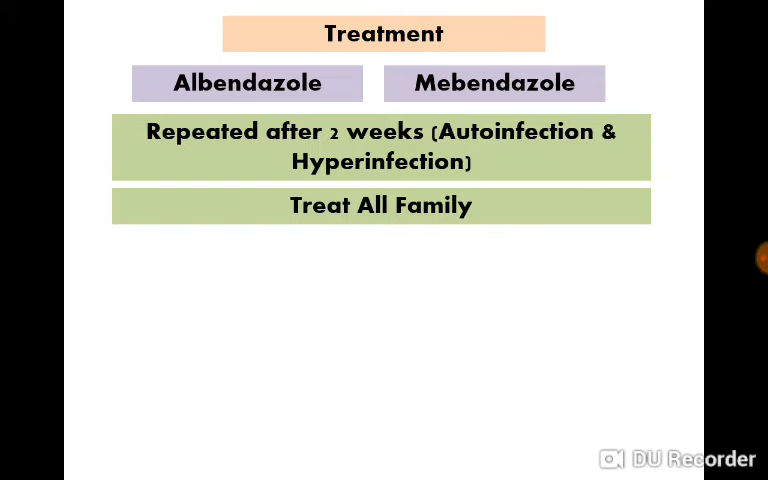 Treatment
Albendazole
Mebendazole
Repeated after 2 weeks (Autoinfection &
Hyperinfection)
Treat All Family
DU Recorder